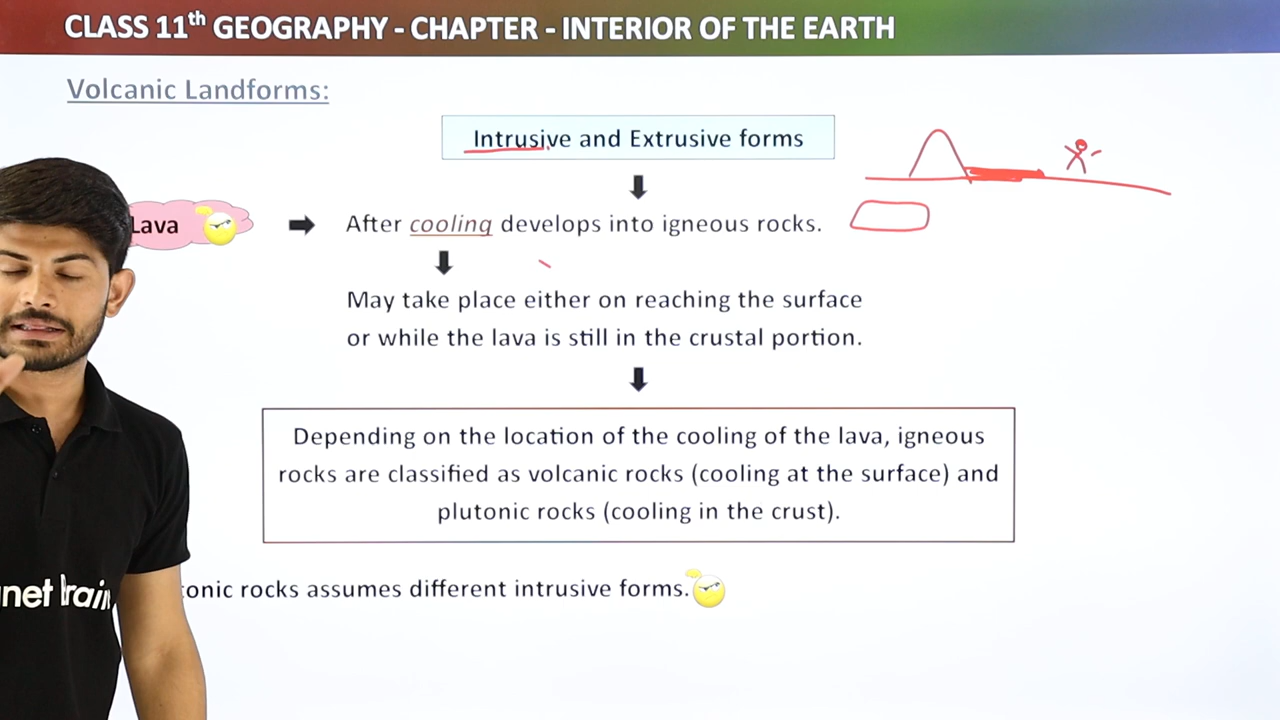 CLASS 11th GEOGRAPHY - CHAPTER - INTERIOR OF THE EARTH
Volcanic Landforms:
Intrusive and Extrusive forms
Lava
After cooling develops into igneous rocks.
May take place either on reaching the surface
or while the lava is still in the crustal portion.
Depending on the location of the cooling of the lava, igneous
rocks are classified as volcanic rocks (cooling at the surface) and
plutonic rocks (cooling in the crust).
tonic rocks assumes different intrusive forms.
net Brain